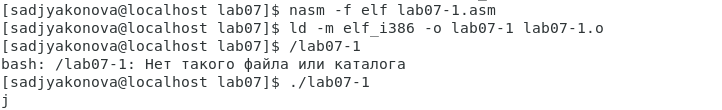 [sadjyakonova@localhost lab07]$ nasm -f elf lab07-1.asm
[sadjyakonova@localhost lab07]$ ld -m elf_i386 -o lab07-1 lab07-1.o
[sadjyakonova@localhost lab07]$ /lab07-1
bash: /lab07-1: Нет такого файла или каталога
[sadjyakonova@localhost lab07]$ ./lab07-1
j